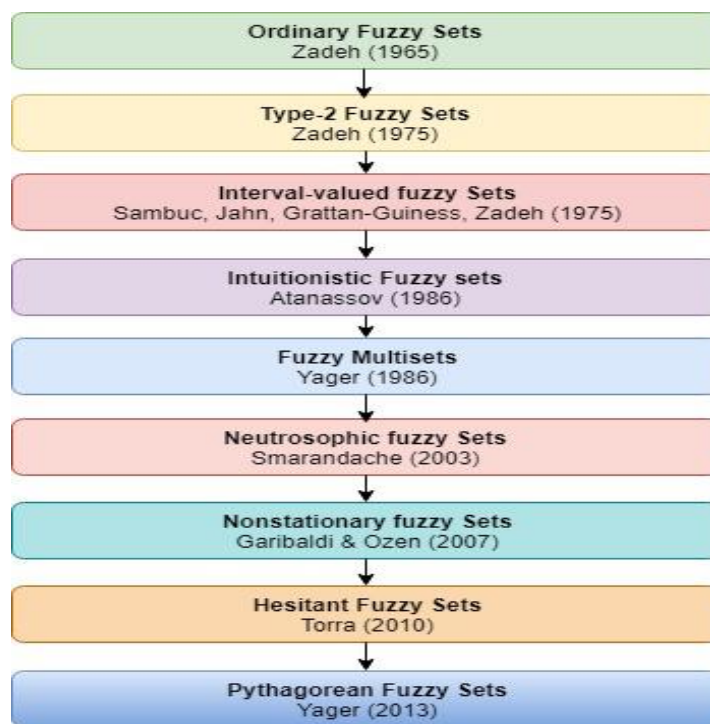 Ordinary Fuzzy Sets
Zadeh (1965)
Type-2 Fuzzy Sets
Zadeh (1975)
Interval-valued fuzzy Sets
Sambuc, Jahn, Grattan-Guiness, Zadeh (1975)
Intuitionistic Fuzzy sets
Atanassov (1986)
Fuzzy Multisets
Yager (1986)
Neutrosophic fuzzy Sets
Smarandache (2003)
Nonstationary fuzzy Sets
Garibaldi & Ozen (2007)
Hesitant Fuzzy Sets
Torra (2010)
Pythagorean Fuzzy Sets
Yager (2013)